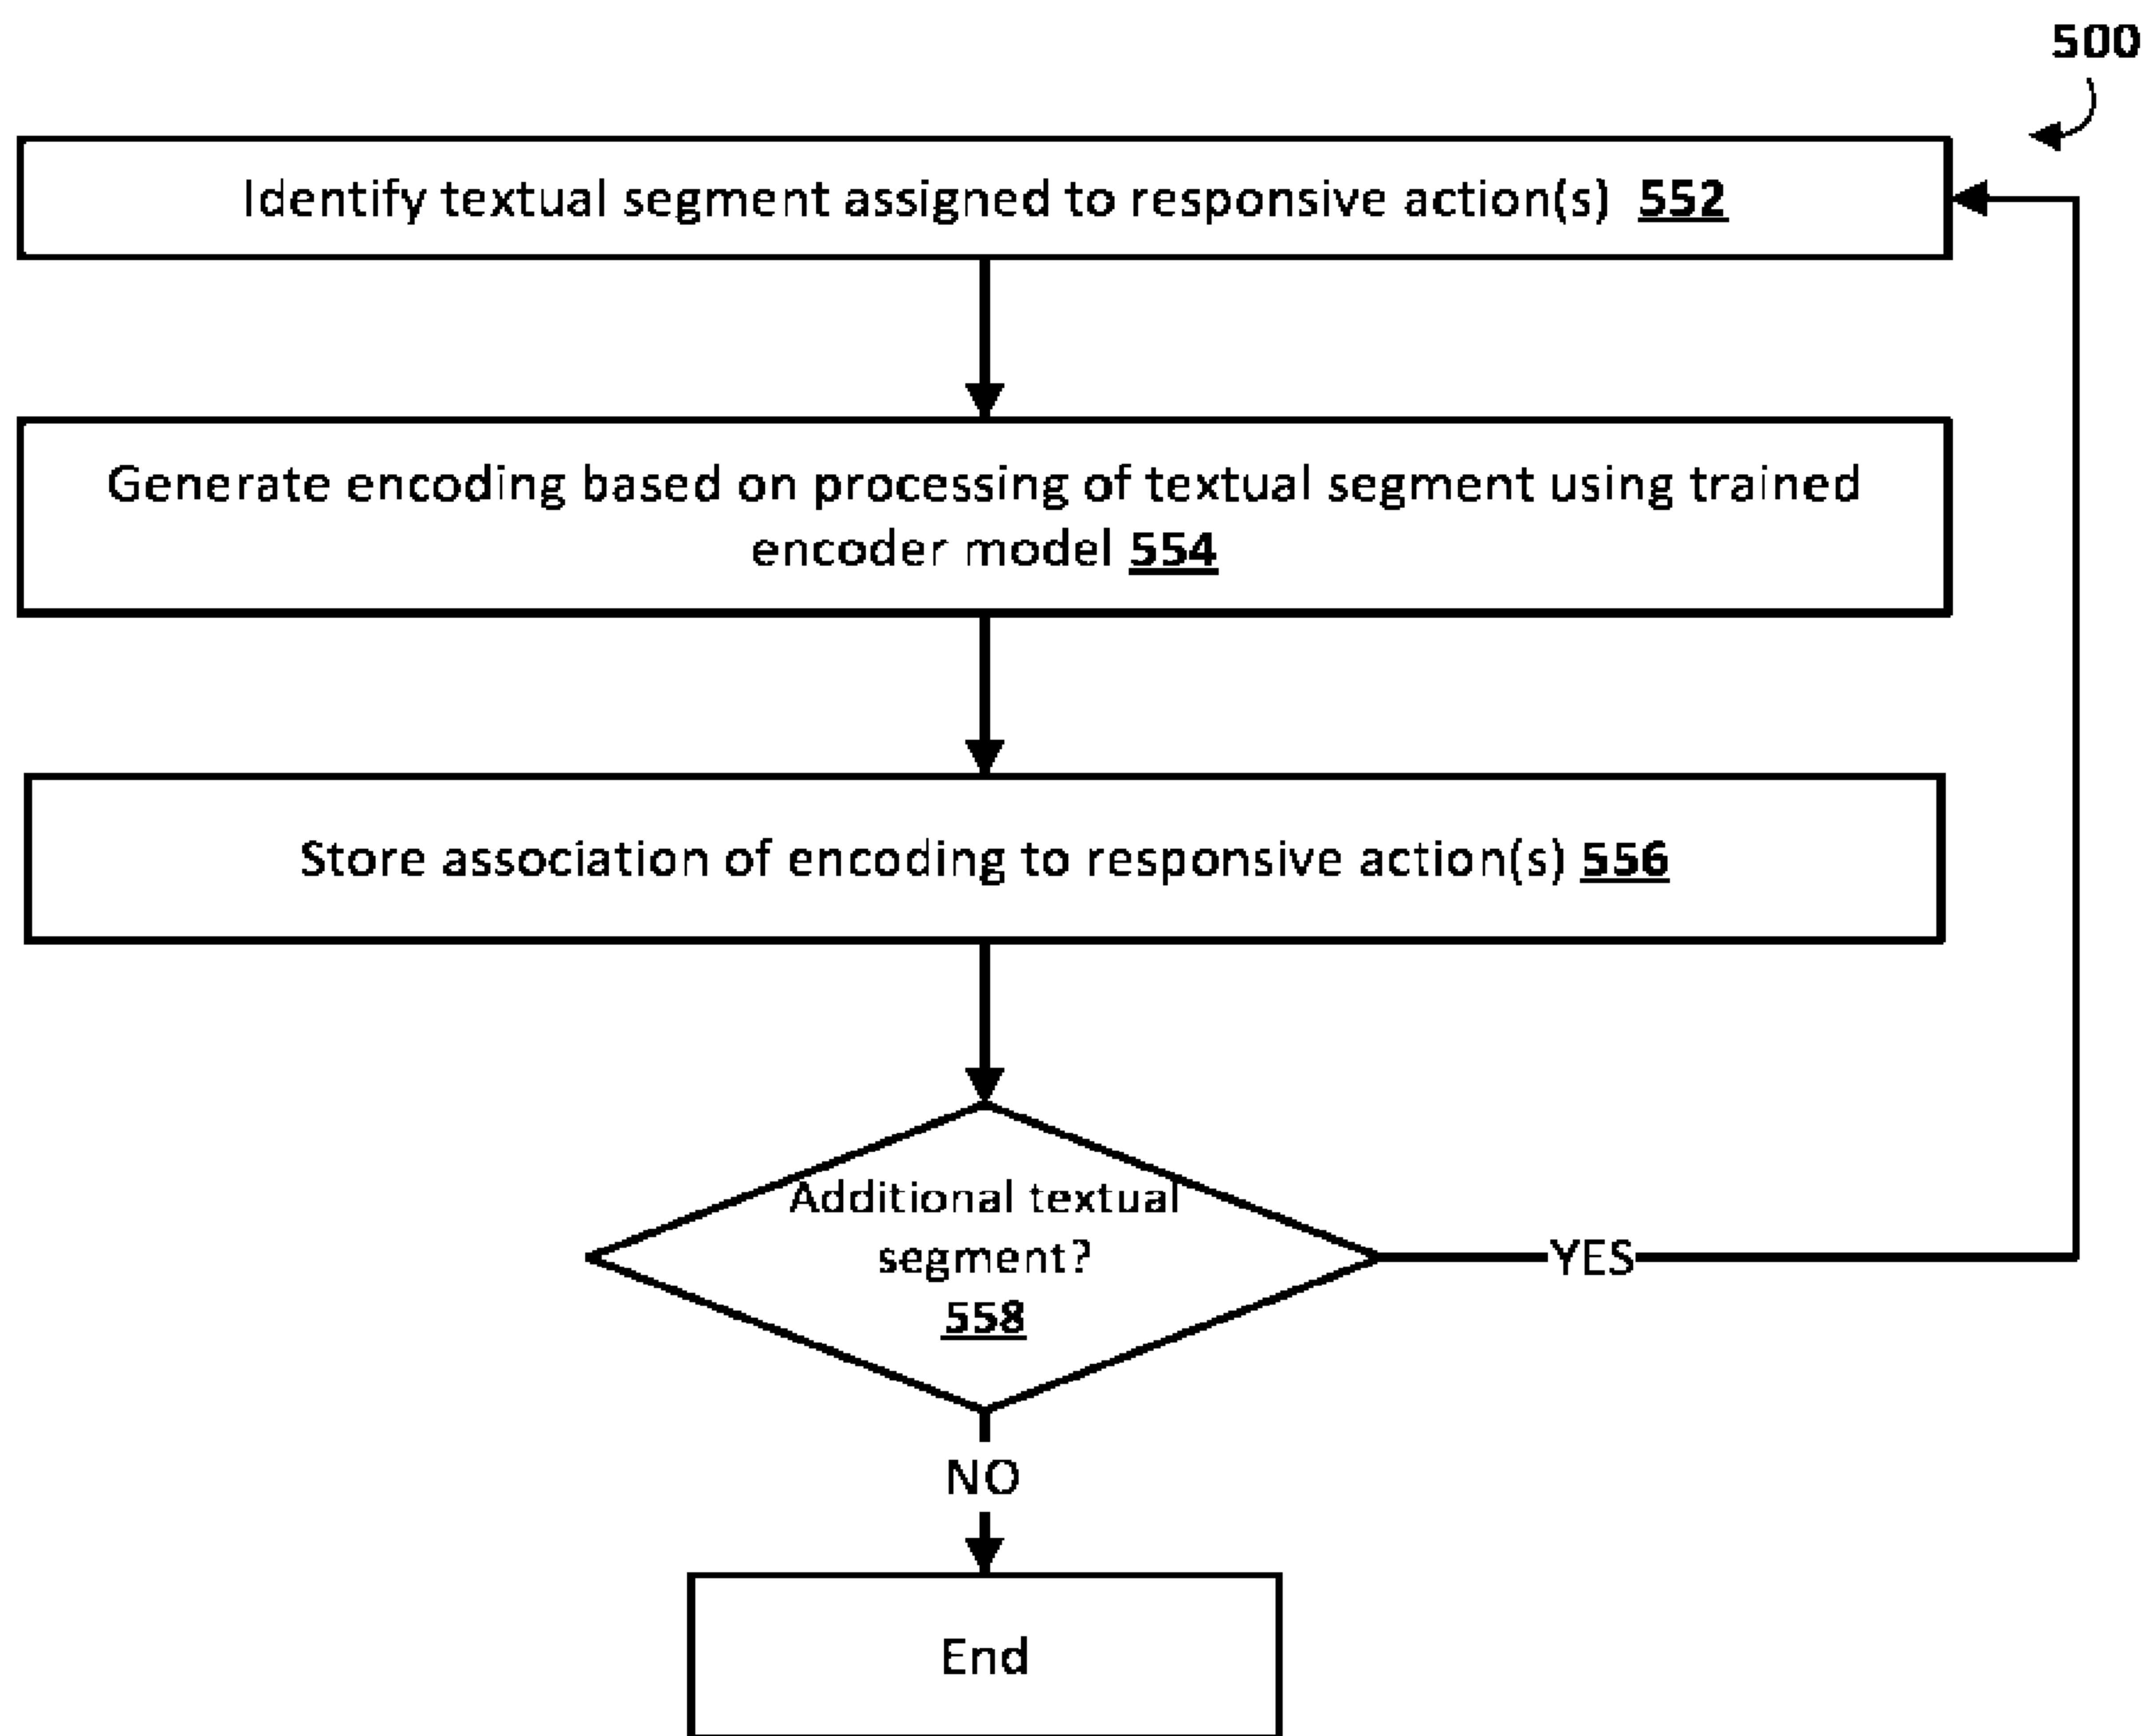 500
Identify textual segment assigned to responsive action(s) 552
Generate encoding based on processing of textual segment using trained
encoder model 554
Store association of encoding to responsive action(s) 556
Additional textual
segment?
558
YES
NO
End